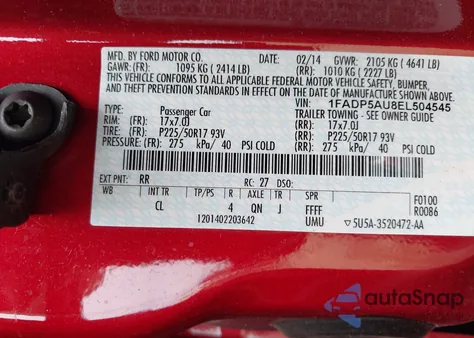 MFD. BY FORD MOTOR CO. 02/14 GVWR: 2105 KG ( 4641 LB)
GAWR: (FR) 1095 KG ( 2414 LB) (RR) 1010 KG ( 2227 LB)
THIS VEHICLE CONFORMS TO ALL APPLICABLE FEDERAL MOTOR VEHICLE SAFETY, BUMPER,
AND THEFT PREVENTION STANDARDS IN EFFECT ON THE DATE OF MANUFACTURE SHOWN ABOVE.
VIN: 1FADP5AU8EL504545
TYPE: Passenger Car TRAILER TOWING - SEE OWNER GUIDE
RIM: (FR) 17x7.0J (RR) 17x7.0J
TIRES: (FR) P225/50R17 93V (RR) P225/50R17 93V
PRESSURE: (FR) 275 kPa/ 40 PSI COLD (RR) 275 kPa/ 40 PSI COLD
EXT PNT: RR RC: 27 DSO:
WB INT TR TP/PS R AX TR SPR F0100
CL 4 QN J FFFF R0086
1201402203642 UMU ▽5U5A-3520472-AA
autoSnap